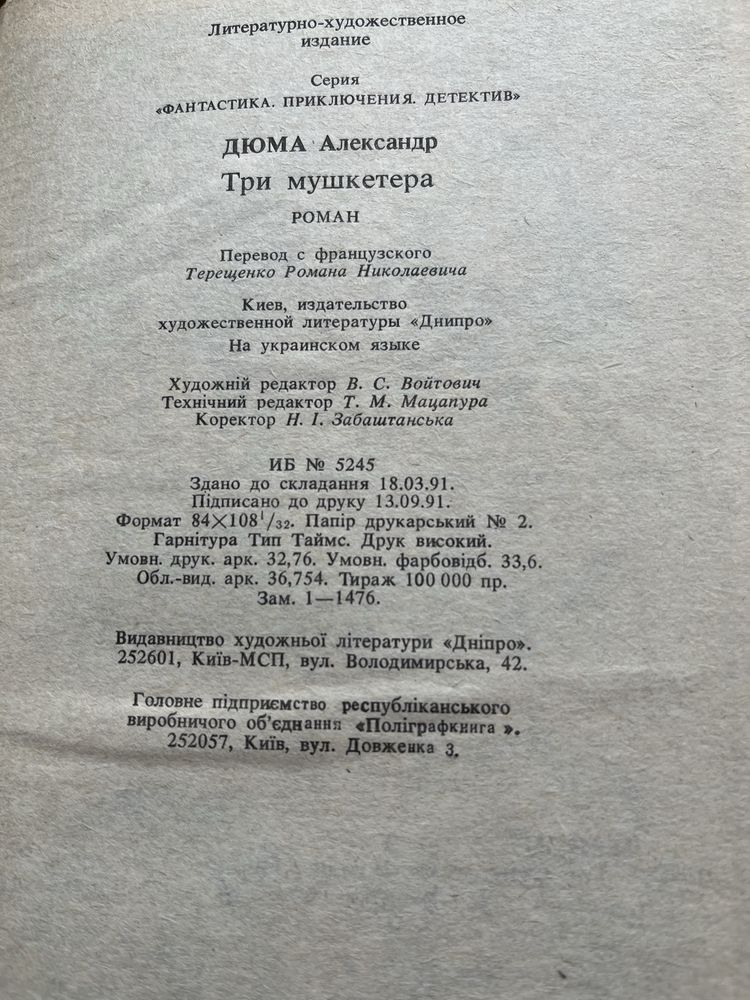 Литературно-художественное
издание
Серия
«ФАНТАСТИКА. ПРИКЛЮЧЕНИЯ. ДЕТЕКТИВ»
ДЮМА Александр
Три мушкетера
РОМАН
Перевод с французского
Терещенко Романа Николаевича
Киев, издательство
художественной литературы «Днипро»
На украинском языке
Художній редактор В. С. Войтович
Технічний редактор Т. М. Мацапура
Коректор Н. І. Забаштанська
ИБ № 5245
Здано до складання 18.03.91.
Підписано до друку 13.09.91.
Формат 84×108¹/₃₂. Папір друкарський № 2.
Гарнітура Тип Таймс. Друк високий.
Умовн. друк. арк. 32,76. Умовн. фарбовідб. 33,6.
Обл.-вид. арк. 36,754. Тираж 100 000 пр.
Зам. 1—1476.
Видавництво художньої літератури «Дніпро».
252601, Київ-МСП, вул. Володимирська, 42.
Головне підприємство республіканського
виробничого об'єднання «Поліграфкнига».
252057, Київ, вул. Довженка 3.